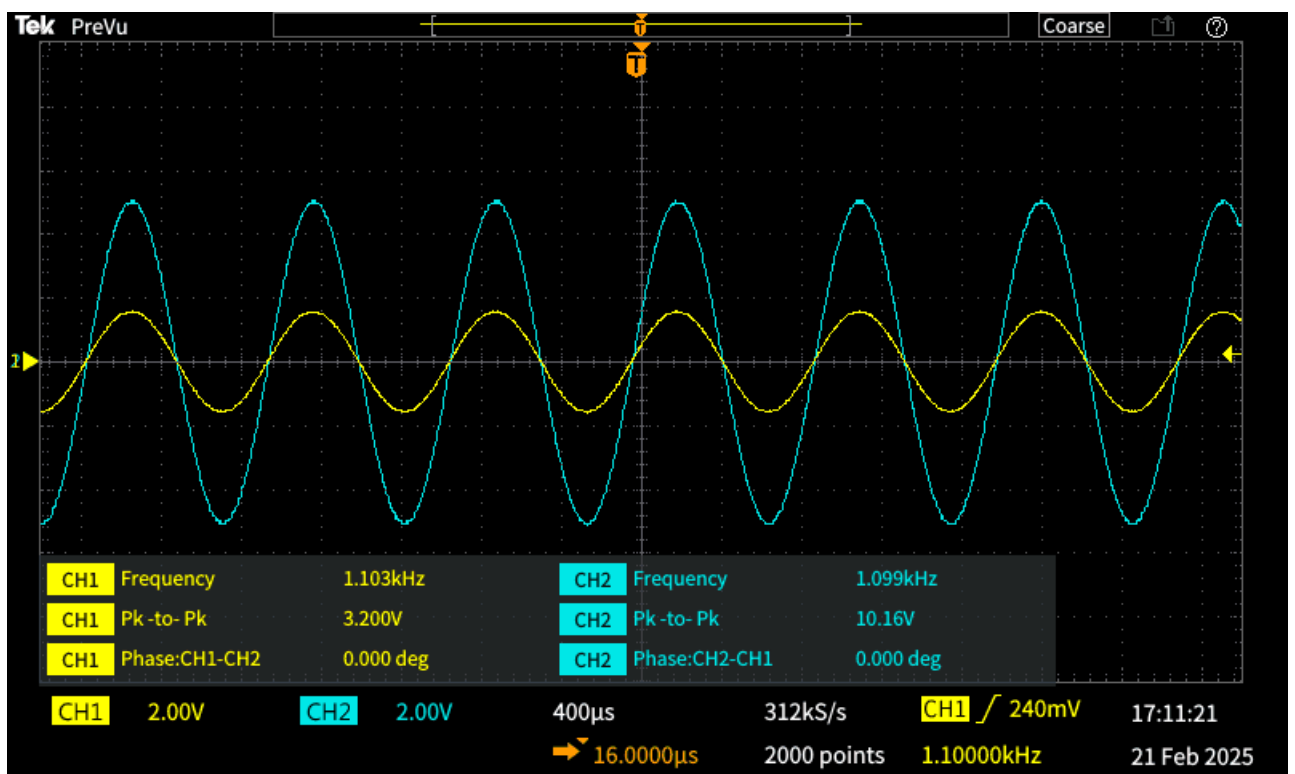 Tek PreVu T Coarse ?
T
CH1 Frequency 1.103kHz CH2 Frequency 1.099kHz
CH1 Pk -to- Pk 3.200V CH2 Pk -to- Pk 10.16V
CH1 Phase:CH1-CH2 0.000 deg CH2 Phase:CH2-CH1 0.000 deg
CH1 2.00V CH2 2.00V 400µs 312kS/s CH1 240mV 17:11:21
16.0000µs 2000 points 1.10000kHz 21 Feb 2025